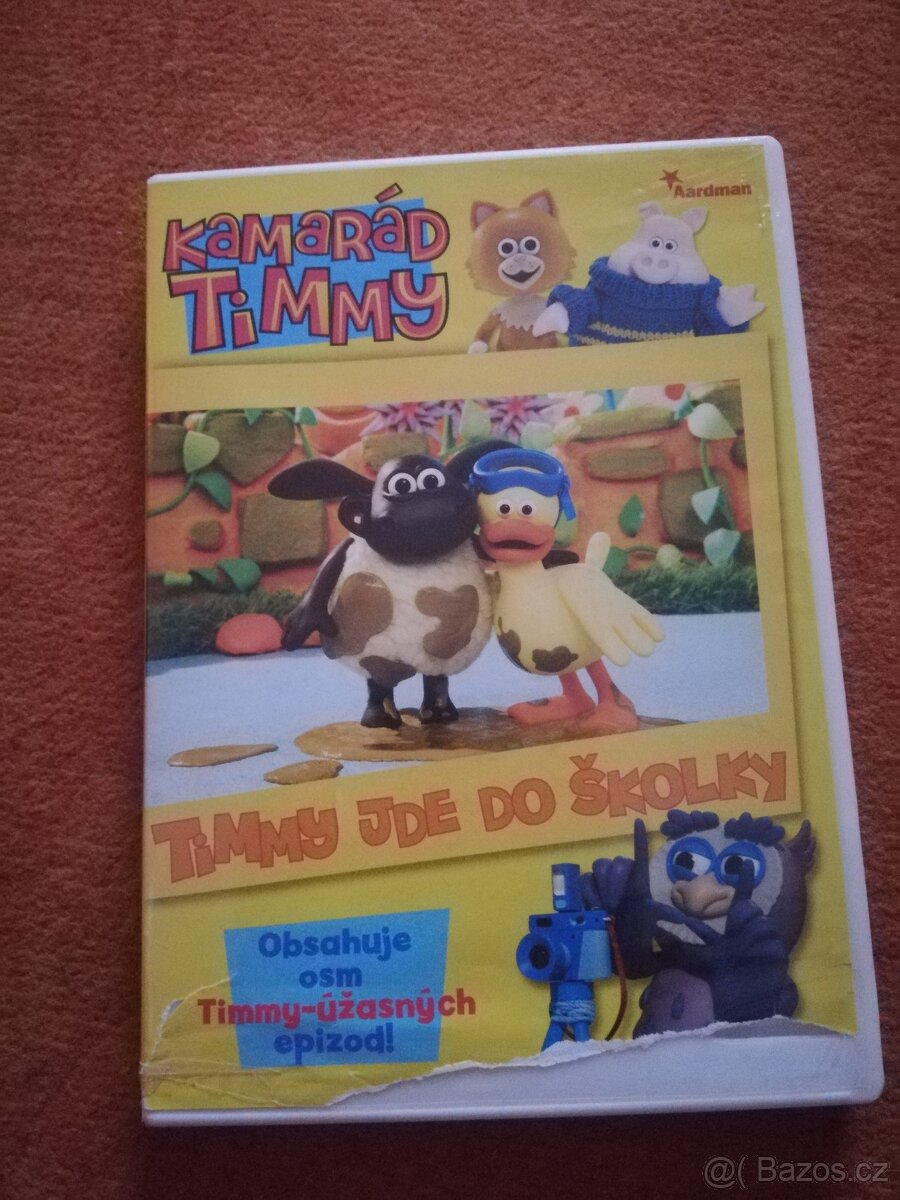 Aardman
KAMARÁD
TIMMY
TIMMY JDE DO ŠKOLKY
Obsahuje
osm
Timmy-úžasných
epizod!
@( Bazos.cz